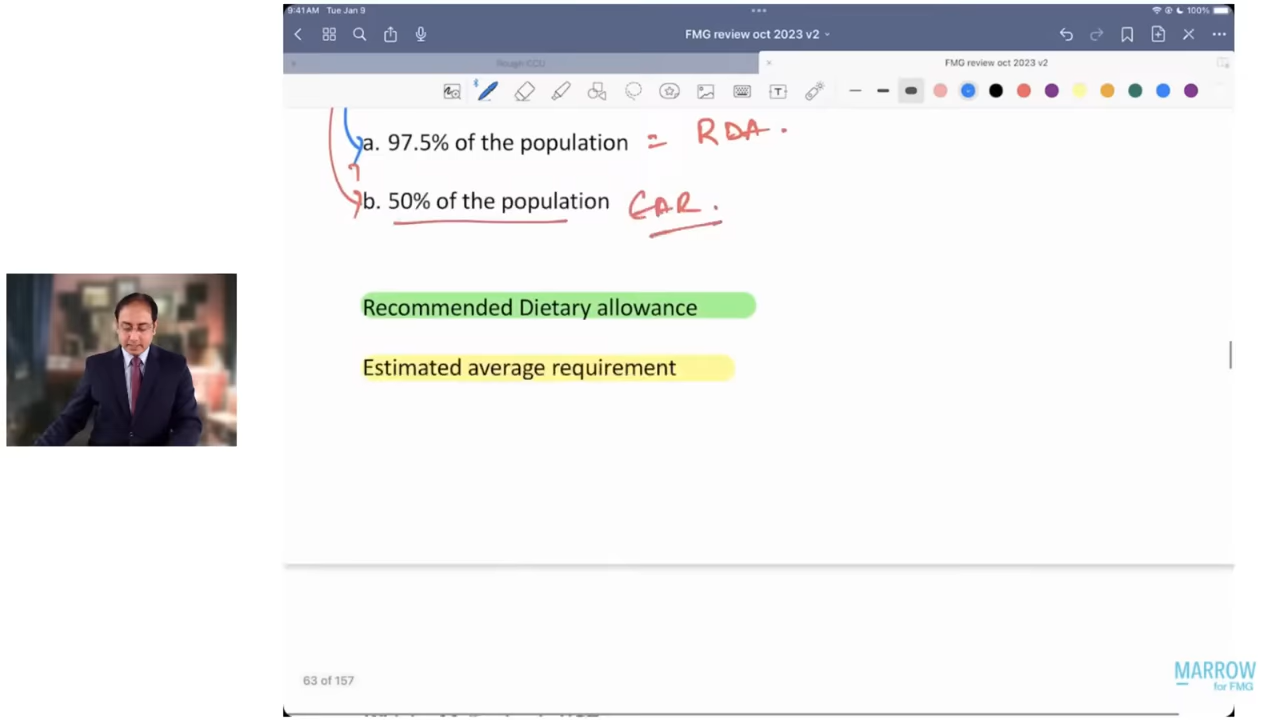 9:41 AM Tue Jan 9
100%
FMG review oct 2023 v2
Rough CCU
FMG review oct 2023 v2
T
a. 97.5% of the population = RDA.
b. 50% of the population EAR.
Recommended Dietary allowance
Estimated average requirement
63 of 157
MARROW
for FMG